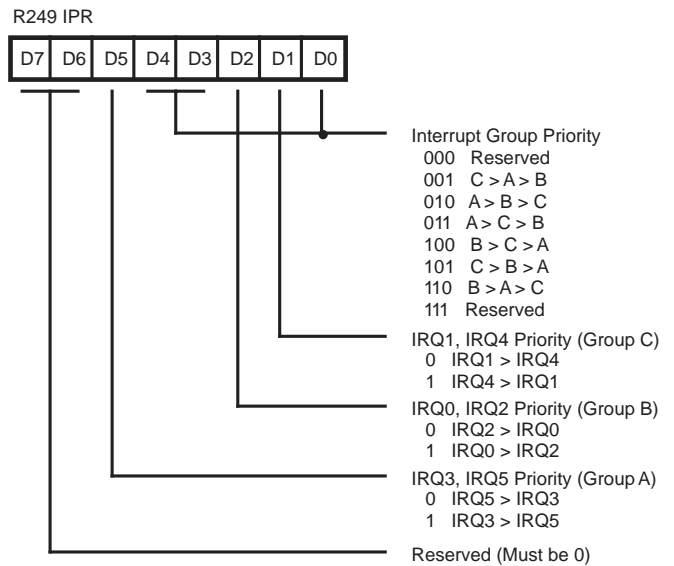 R249 IPR
D7 D6 D5 D4 D3 D2 D1 D0
Interrupt Group Priority
000 Reserved
001 C > A > B
010 A > B > C
011 A > C > B
100 B > C > A
101 C > B > A
110 B > A > C
111 Reserved
IRQ1, IRQ4 Priority (Group C)
0 IRQ1 > IRQ4
1 IRQ4 > IRQ1
IRQ0, IRQ2 Priority (Group B)
0 IRQ2 > IRQ0
1 IRQ0 > IRQ2
IRQ3, IRQ5 Priority (Group A)
0 IRQ5 > IRQ3
1 IRQ3 > IRQ5
Reserved (Must be 0)